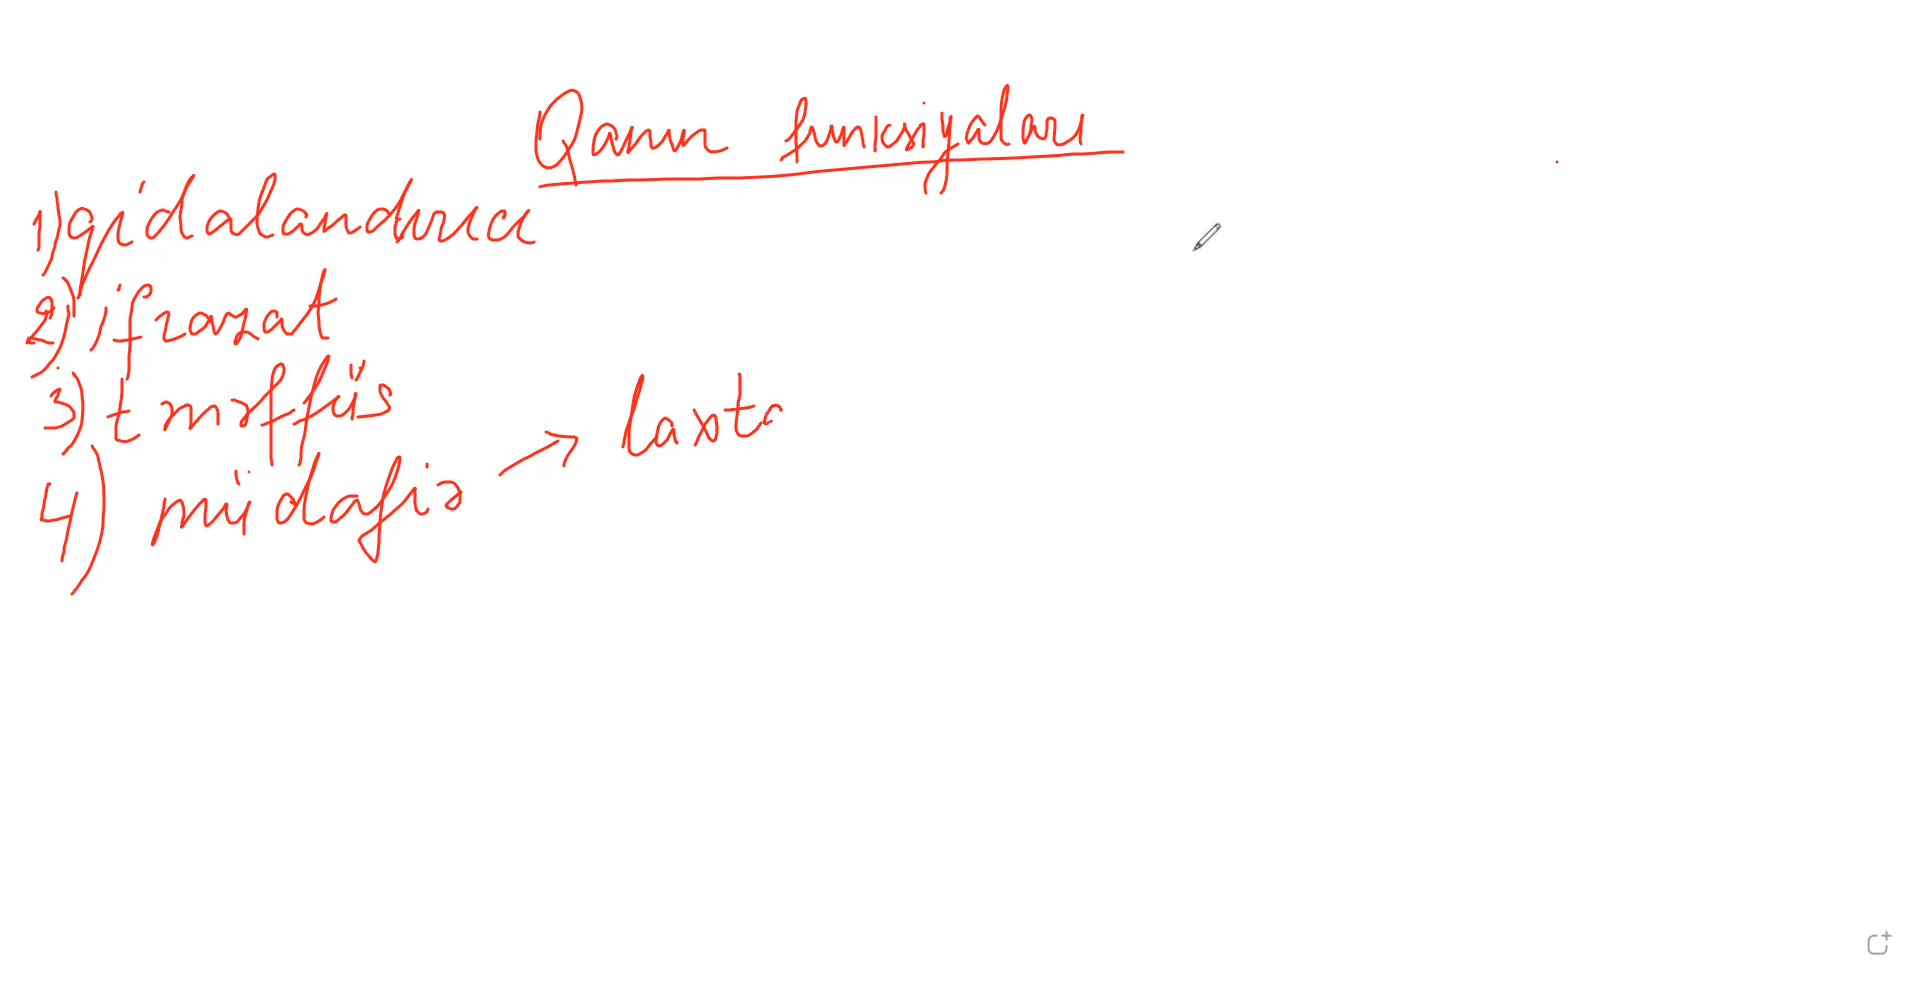 Qanın funksiyaları
1) qidalandırıcı
2) ifrazat
3) tənəffüs
4) müdafiə → laxta